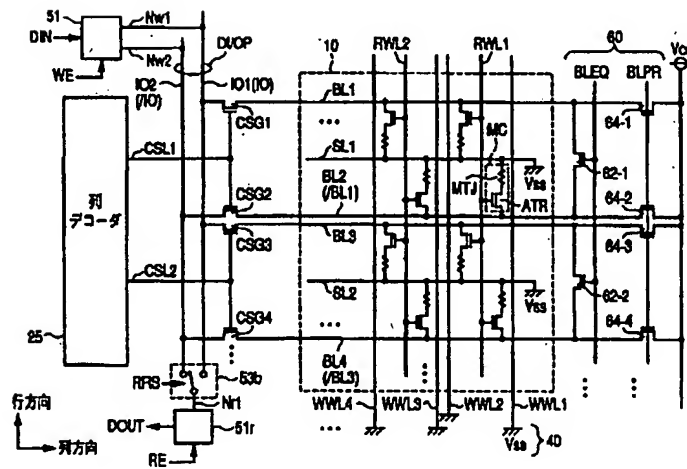 51
Nw1
DIN
WE
Nw2
DI/OP
IO2
(/IO)
IO1(IO)
CSG1
CSL1
列
デコーダ
CSG2
CSG3
CSL2
CSG4
25
RRS
53b
Nr1
DOUT
51r
RE
行方向
列方向
10
RWL2
RWL1
BL1
...
SL1
MC
Vss
MTJ
BL2
(/BL1)
ATR
BL3
SL2
Vss
...
BL4
(/BL3)
WWL4
WWL3
WWL2
WWL1
...
Vss
40
60
BLEQ
BLPR
64-1
62-1
64-2
64-3
62-2
64-4